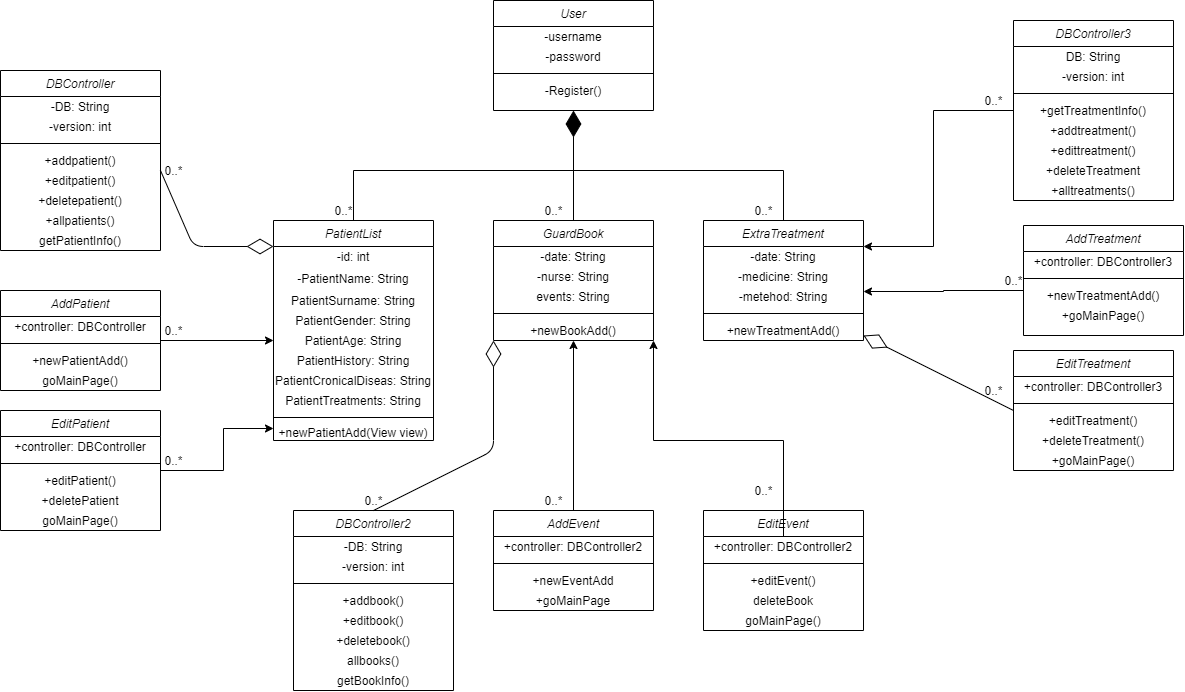 User
-username
-password
-Register()
DBController3
DB: String
-version: int
+getTreatmentInfo()
+addtreatment()
+edittreatment()
+deleteTreatment
+alltreatments()
0..*
DBController
-DB: String
-version: int
+addpatient()
+editpatient()
+deletepatient()
+allpatients()
getPatientInfo()
0..*
0..*
PatientList
-id: int
-PatientName: String
PatientSurname: String
PatientGender: String
PatientAge: String
PatientHistory: String
PatientCronicalDiseas: String
PatientTreatments: String
+newPatientAdd(View view)
0..*
GuardBook
-date: String
-nurse: String
events: String
+newBookAdd()
0..*
ExtraTreatment
-date: String
-medicine: String
-metehod: String
+newTreatmentAdd()
AddTreatment
+controller: DBController3
+newTreatmentAdd()
+goMainPage()
0..*
AddPatient
+controller: DBController
+newPatientAdd()
goMainPage()
0..*
EditTreatment
+controller: DBController3
+editTreatment()
+deleteTreatment()
+goMainPage()
0..*
EditPatient
+controller: DBController
+editPatient()
+deletePatient
goMainPage()
0..*
0..*
DBController2
-DB: String
-version: int
+addbook()
+editbook()
+deletebook()
allbooks()
getBookInfo()
0..*
AddEvent
+controller: DBController2
+newEventAdd
+goMainPage
0..*
EditEvent
+controller: DBController2
+editEvent()
deleteBook
goMainPage()